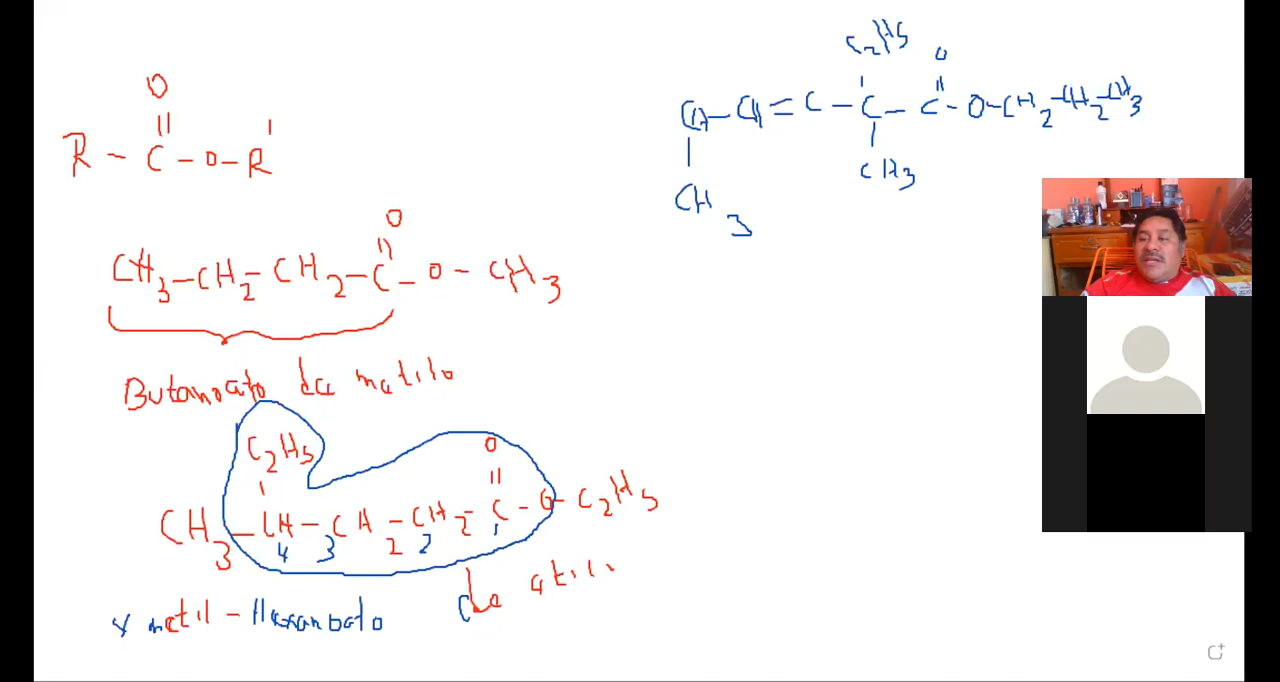 O
||
R - C - O - R'
O
||
CH3 - CH2 - CH2 - C - O - CH3
Butanoato de metilo
C2H5 O
| ||
CH3 - CH - CH2 - CH2 - C - O - C2H5
4 3 2 1
4 metil - Hexanoato de etilo
C2H5 O
| ||
CH - CH = C - C - C - O - CH2 - CH2 - CH3
| |
CH3 CH3